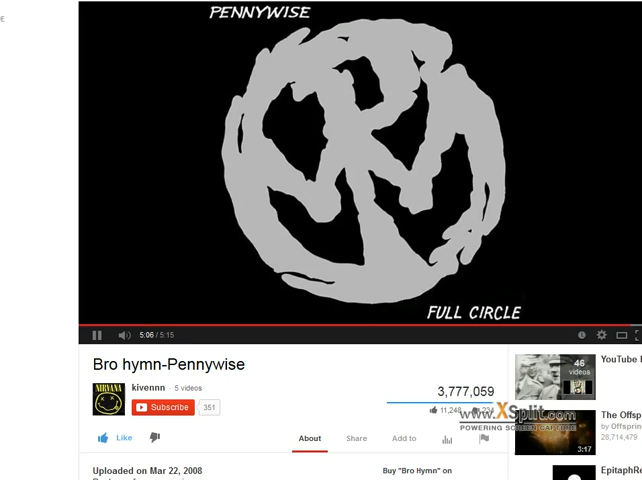 PENNYWISE
FULL CIRCLE
5:06 / 5:15
Bro hymn-Pennywise
NIRVANA
kivennn · 5 videos
Subscribe 351
3,777,059
11,248
www.XSplit.com
POWERING SCREEN CAPTURE
Like
About Share Add to
Uploaded on Mar 22, 2008
Buy "Bro Hymn" on
46
videos
YouTube
The Offsp
by Offsprin
28,714,479
3:17
EpitaphRe